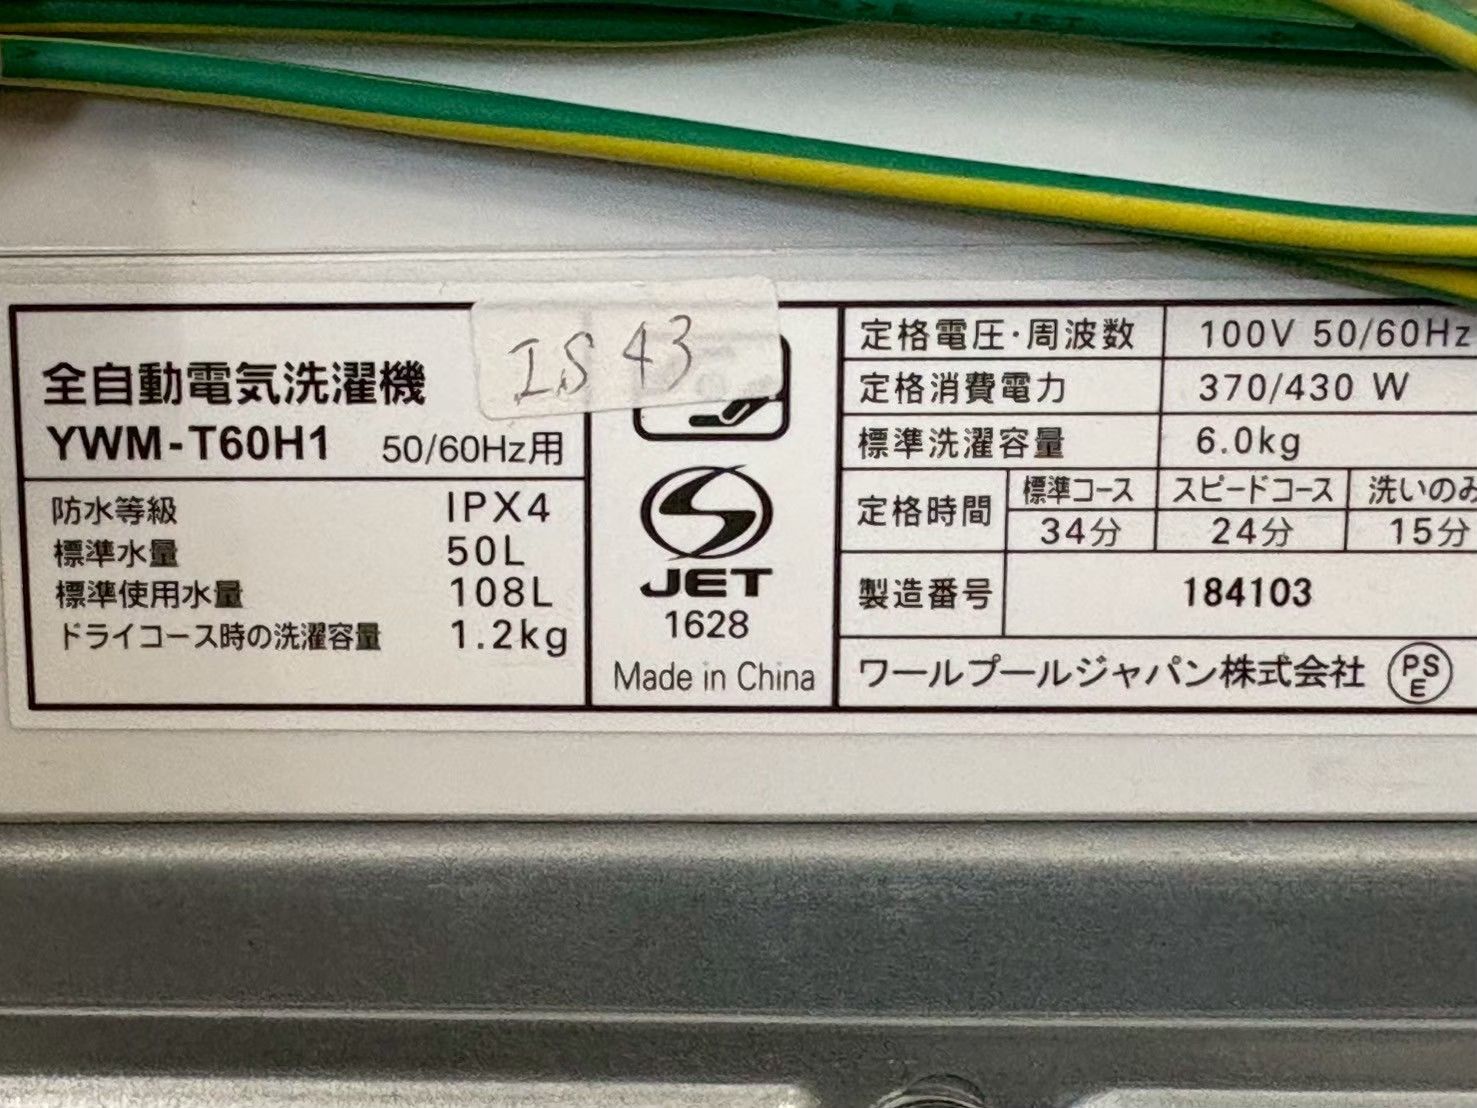 IS 43
全自動電気洗濯機
YWM-T60H1 50/60Hz用
防水等級 IPX4
標準水量 50L
標準使用水量 108L
ドライコース時の洗濯容量 1.2kg
JET
1628
Made in China
定格電圧・周波数 100V 50/60Hz
定格消費電力 370/430 W
標準洗濯容量 6.0kg
定格時間 標準コース スピードコース 洗いのみ
34分 24分 15分
製造番号 184103
ワールプールジャパン株式会社 PSE